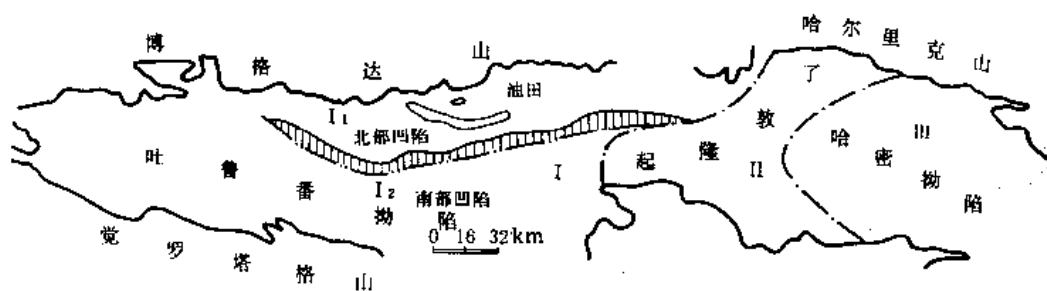 博格达山
哈尔里克山
油田
I₁
北部凹陷
吐鲁番坳陷
I
I₂
南部凹陷
了敦隆起
II
哈密坳陷
III
觉罗塔格山
0 16 32 km